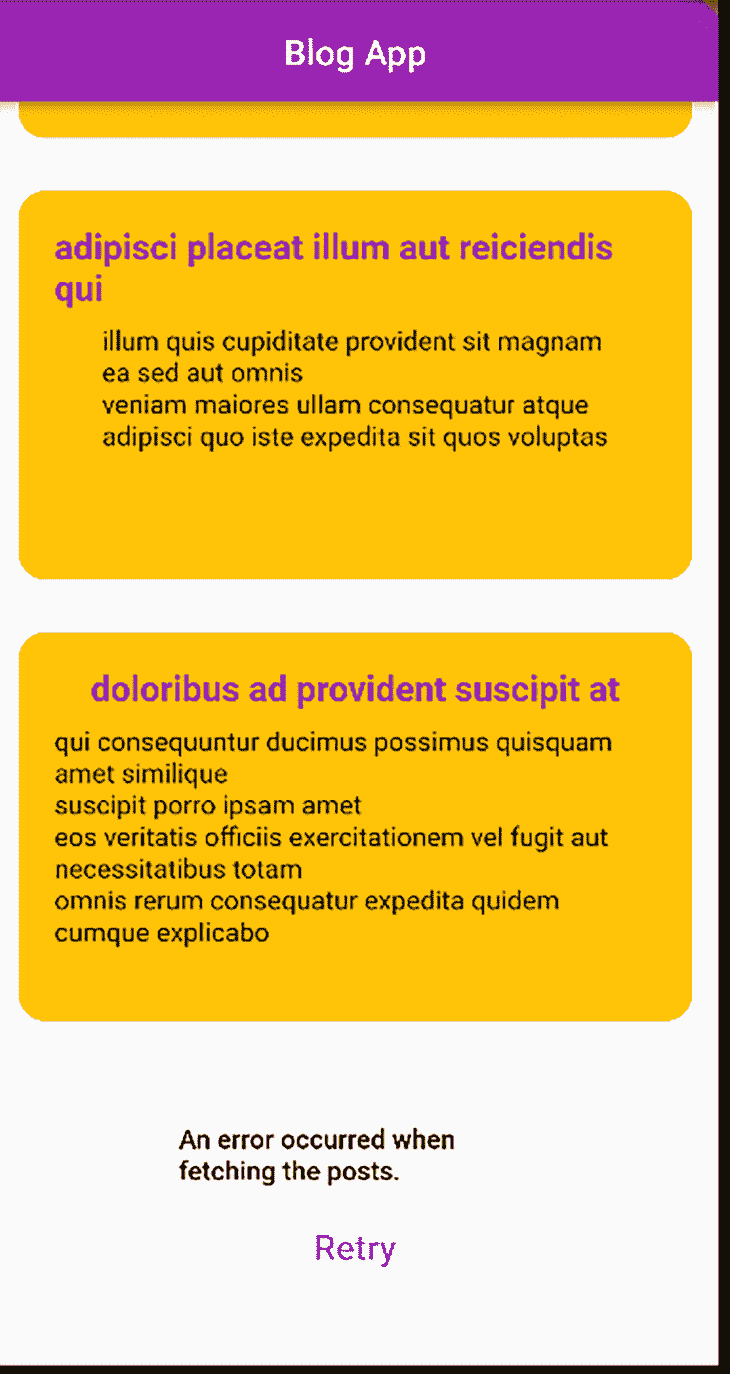 Blog App
adipisci placeat illum aut reiciendis
qui
illum quis cupiditate provident sit magnam
ea sed aut omnis
veniam maiores ullam consequatur atque
adipisci quo iste expedita sit quos voluptas
doloribus ad provident suscipit at
qui consequuntur ducimus possimus quisquam
amet similique
suscipit porro ipsam amet
eos veritatis officiis exercitationem vel fugit aut
necessitatibus totam
omnis rerum consequatur expedita quidem
cumque explicabo
An error occurred when
fetching the posts.
Retry